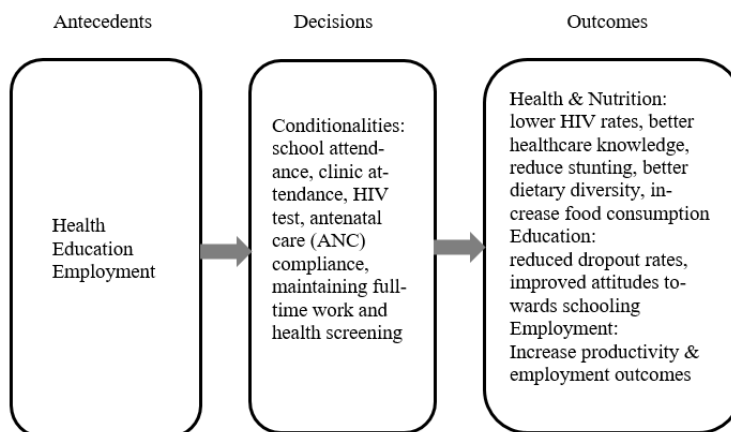 Antecedents
Decisions
Outcomes
Health
Education
Employment
Conditionalities:
school attend-
ance, clinic at-
tendance, HIV
test, antenatal
care (ANC)
compliance,
maintaining full-
time work and
health screening
Health & Nutrition:
lower HIV rates, better
healthcare knowledge,
reduce stunting, better
dietary diversity, in-
crease food consumption
Education:
reduced dropout rates,
improved attitudes to-
wards schooling
Employment:
Increase productivity &
employment outcomes